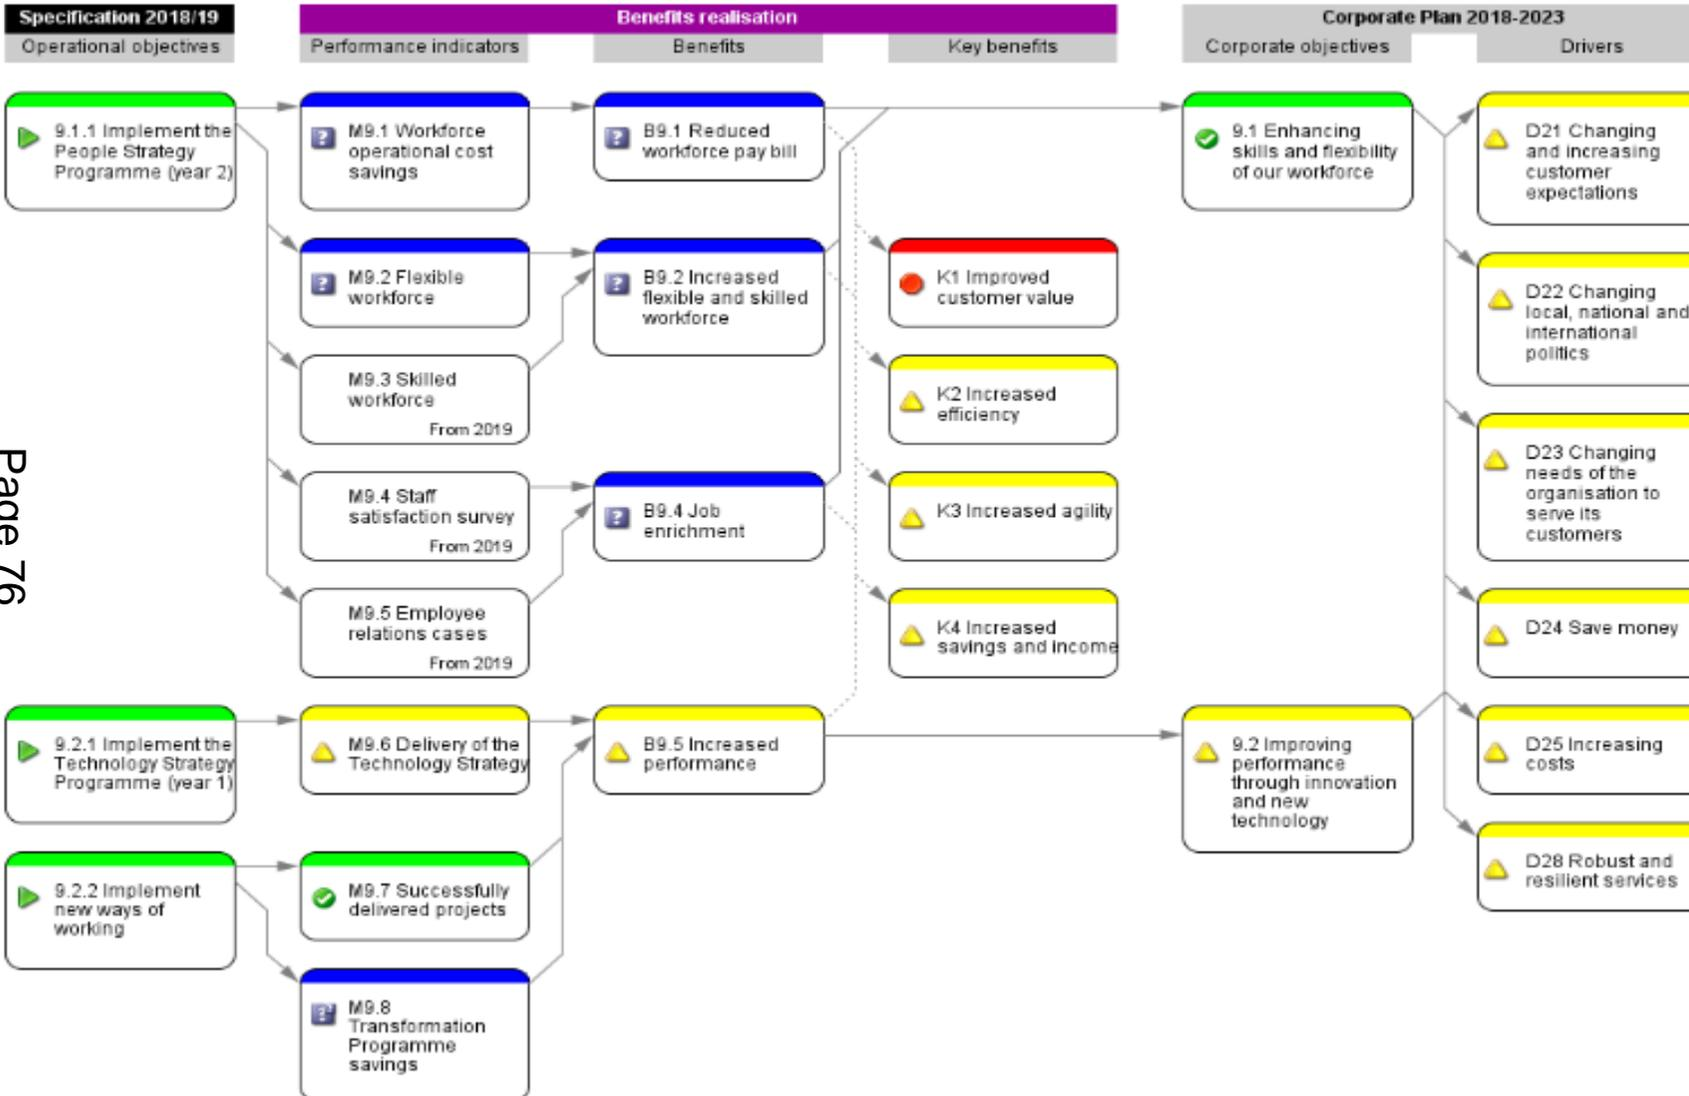 Specification 2018/19
Benefits realisation
Corporate Plan 2018-2023
Operational objectives
Performance indicators
Benefits
Key benefits
Corporate objectives
Drivers
9.1.1 Implement the
People Strategy
Programme (year 2)
9.2.1 Implement the
Technology Strategy
Programme (year 1)
9.2.2 Implement
new ways of
working
M9.1 Workforce
operational cost
savings
M9.2 Flexible
workforce
M9.3 Skilled
workforce
From 2019
M9.4 Staff
satisfaction survey
From 2019
M9.5 Employee
relations cases
From 2019
M9.6 Delivery of the
Technology Strategy
M9.7 Successfully
delivered projects
M9.8
Transformation
Programme
savings
B9.1 Reduced
workforce pay bill
B9.2 Increased
flexible and skilled
workforce
B9.4 Job
enrichment
B9.5 Increased
performance
K1 Improved
customer value
K2 Increased
efficiency
K3 Increased agility
K4 Increased
savings and income
9.1 Enhancing
skills and flexibility
of our workforce
9.2 Improving
performance
through innovation
and new
technology
D21 Changing
and increasing
customer
expectations
D22 Changing
local, national and
international
politics
D23 Changing
needs of the
organisation to
serve its
customers
D24 Save money
D25 Increasing
costs
D28 Robust and
resilient services
Page 76